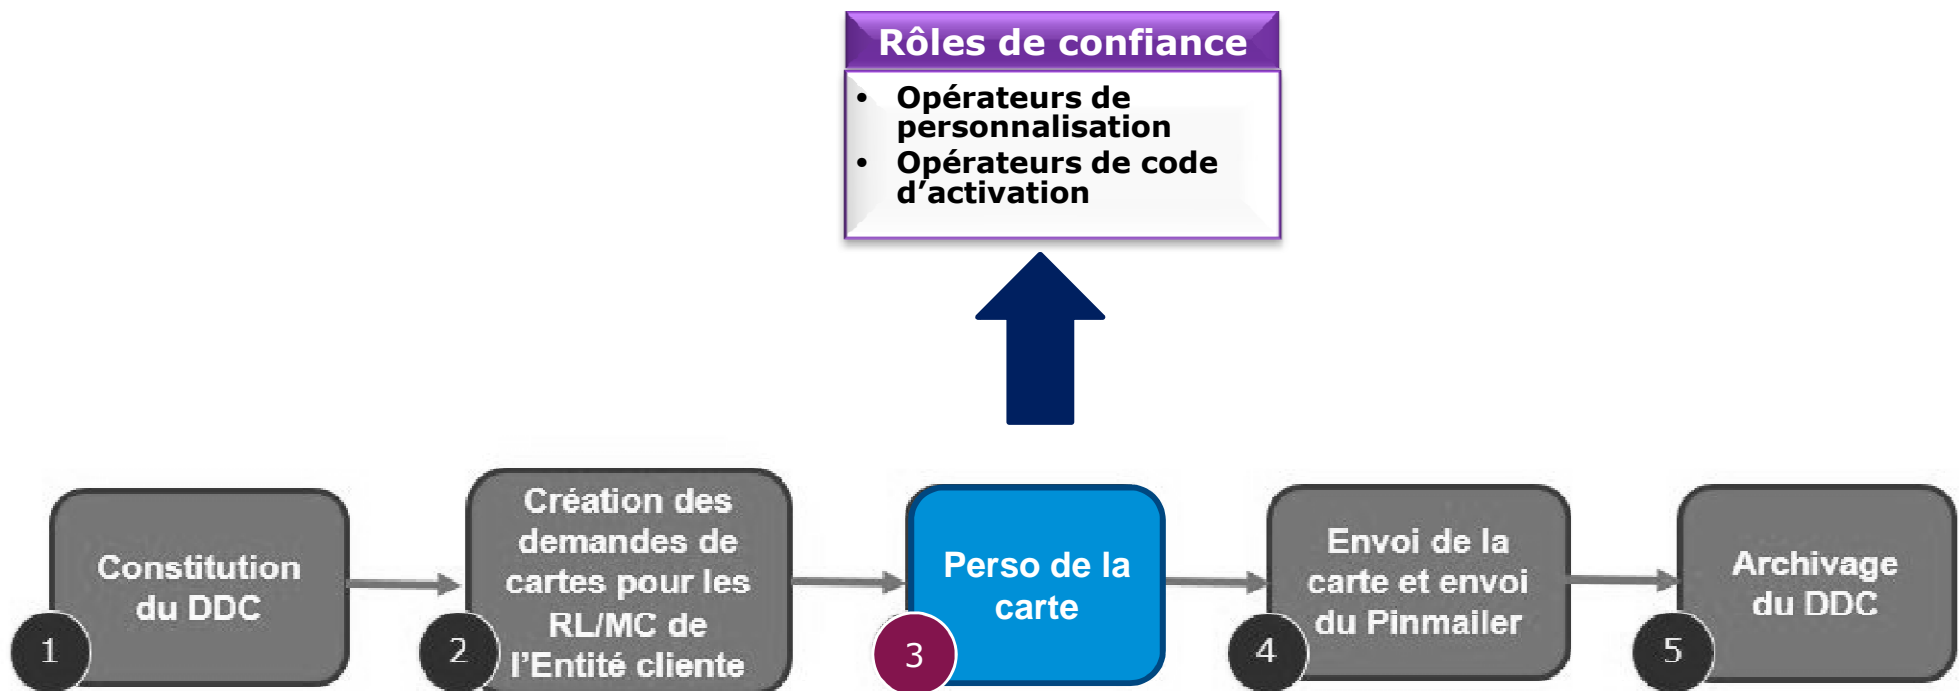 Rôles de confiance
• Opérateurs de
personnalisation
• Opérateurs de code
d’activation
Constitution
du DDC
1
Création des
demandes de
cartes pour les
RL/MC de
l’Entité cliente
2
Perso de la
carte
3
Envoi de la
carte et envoi
du Pinmailer
4
Archivage
du DDC
5